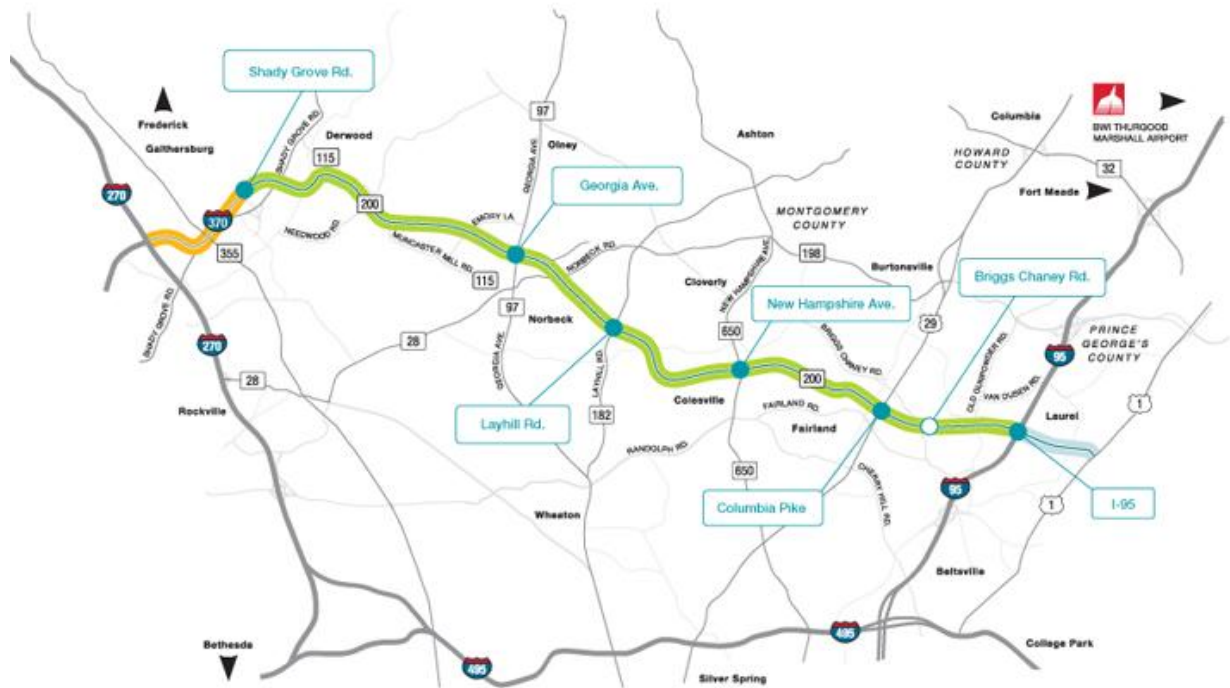 Shady Grove Rd.
97
Columbia
BWI THURGOOD
MARSHALL AIRPORT
Frederick
Gaithersburg
SHADY GROVE RD.
Derwood
115
GEORGIA AVE.
Olney
Ashton
HOWARD
COUNTY
32
Fort Meade
270
370
200
NEEDWOOD RD.
EMORY LA.
Georgia Ave.
MONTGOMERY
COUNTY
355
MUNCASTER MILL RD.
115
NORBECK RD.
198
Burtonsville
Briggs Chaney Rd.
Cloverly
NEW HAMPSHIRE AVE.
New Hampshire Ave.
SHADY GROVE RD.
97
Norbeck
650
29
PRINCE
GEORGE'S
COUNTY
270
28
GEORGIA AVE.
LAYHILL RD.
BRIGGS CHANEY RD.
OLD GUNPOWDER RD.
95
VAN DUSEN RD.
28
Rockville
200
Colesville
FAIRLAND RD.
Fairland
Laurel
1
Layhill Rd.
182
RANDOLPH RD.
650
CHERRY HILL RD.
95
1
I-95
Columbia Pike
Wheaton
Beltsville
Bethesda
495
495
College Park
Silver Spring